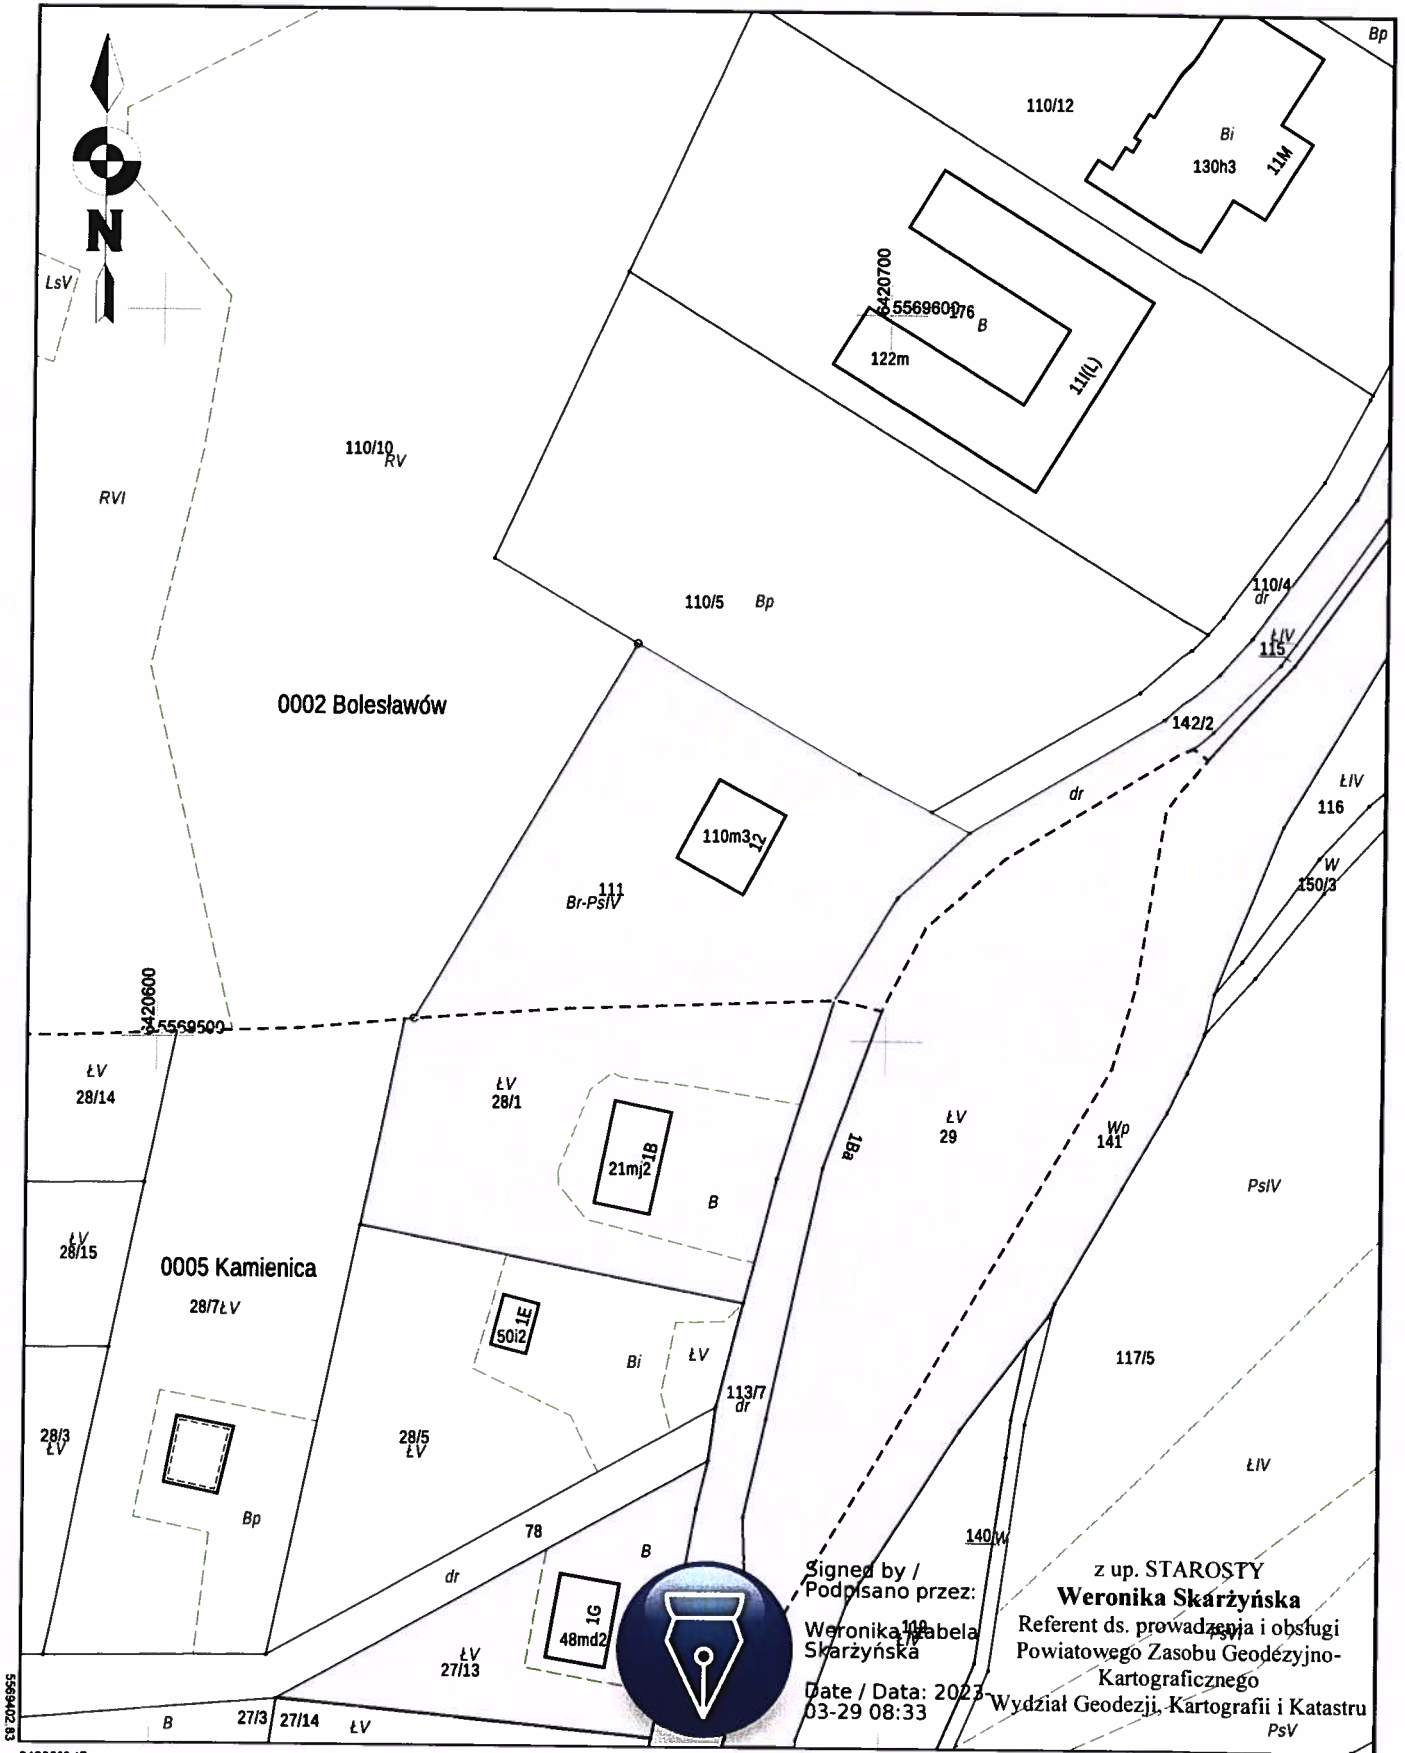 Bp
110/12
Bi
130h3
11M
N
LsV
6420700
5569600
176
B
122m
11I(L)
110/10
RV
RVI
110/4
dr
110/5
Bp
ŁIV
115
0002 Bolesławów
142/2
dr
ŁIV
116
110m3
12
W
150/3
111
Br-PsIV
6420600
5569500
ŁV
28/14
ŁV
28/1
1B
21mj2
B
1Ba
ŁV
29
Wp
141
PsIV
ŁV
28/15
0005 Kamienica
28/7ŁV
1E
50i2
Bi
ŁV
117/5
113/7
dr
28/3
ŁV
28/5
ŁV
ŁIV
Bp
78
B
140
W
dr
1G
48md2
ŁV
27/13
Signed by /
Podpisano przez:
Weronika Izabela
Skarżyńska
Date / Data: 2023-
03-29 08:33
z up. STAROSTY
Weronika Skarżyńska
Referent ds. prowadzenia i obsługi
Powiatowego Zasobu Geodezyjno-
Kartograficznego
Wydział Geodezji, Kartografii i Katastru
PsV
5569402.83
B
27/3
27/14
ŁV